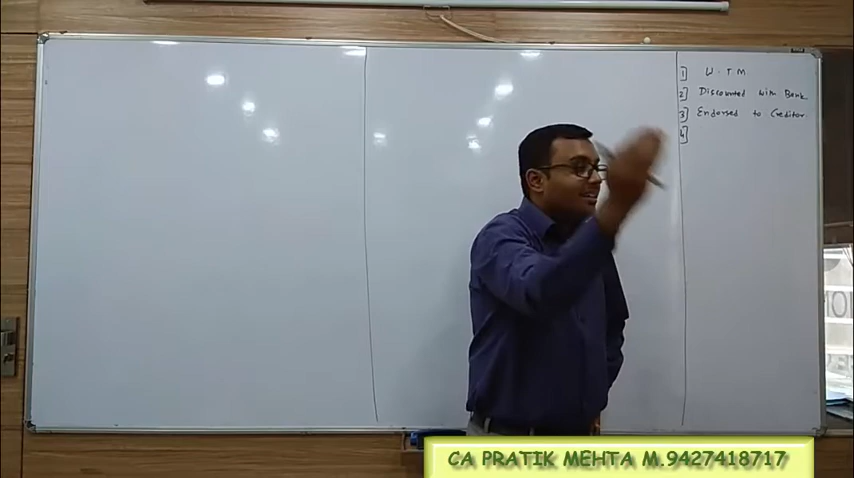 1] U.T M
2] Discounted with Bank
3] Endorsed to Creditor
4]
CA PRATIK MEHTA M.9427418717